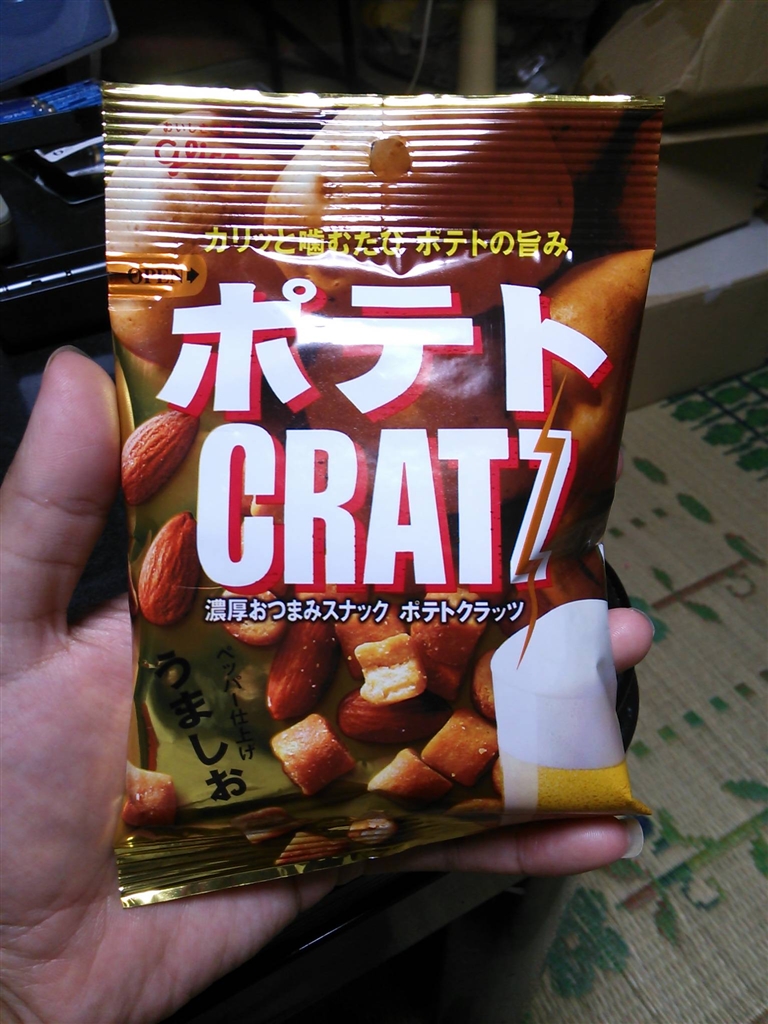 Glico
カリッと噛むたび ポテトの旨み
OPEN
ポテト
CRATZ
濃厚おつまみスナック ポテトクラッツ
ペッパー仕上げ
うましお